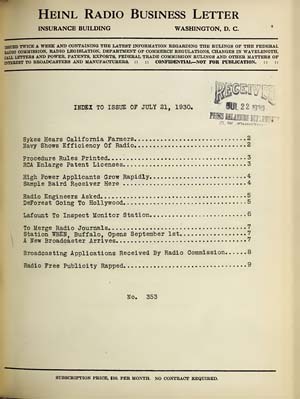 HEINL RADIO BUSINESS LETTER
INSURANCE BUILDING WASHINGTON, D. C.
ISSUED TWICE A WEEK AND CONTAINING THE LATEST INFORMATION REGARDING THE RULINGS OF THE FEDERAL
RADIO COMMISSION, RADIO LEGISLATION, DEPARTMENT OF COMMERCE REGULATIONS, CHANGES IN WAVELENGTH,
CALL LETTERS AND POWER, PATENTS, EXPORTS, FEDERAL TRADE COMMISSION RULINGS AND OTHER MATTERS OF
INTEREST TO BROADCASTERS AND MANUFACTURERS. :: :: CONFIDENTIAL—NOT FOR PUBLICATION. :: ::
RECEIVED
JUL 22 1930
INDEX TO ISSUE OF JULY 21, 1930.
Sykes Hears California Farmers...........................2
Navy Shows Efficiency Of Radio...........................2
Procedure Rules Printed..................................3
RCA Enlarge Patent Licenses..............................3
High Power Applicants Grow Rapidly.......................4
Sample Baird Receiver Here...............................4
Radio Engineers Asked....................................5
DeForest Going To Hollywood..............................5
Lafount To Inspect Monitor Station.......................6
To Merge Radio Journals..................................7
Station WBEN, Buffalo, Opens September 1st...............7
A New Broadcaster Arrives................................7
Broadcasting Applications Received By Radio Commission...8
Radio Free Publicity Rapped..............................9
No. 353
SUBSCRIPTION PRICE, $10. PER MONTH. NO CONTRACT REQUIRED.